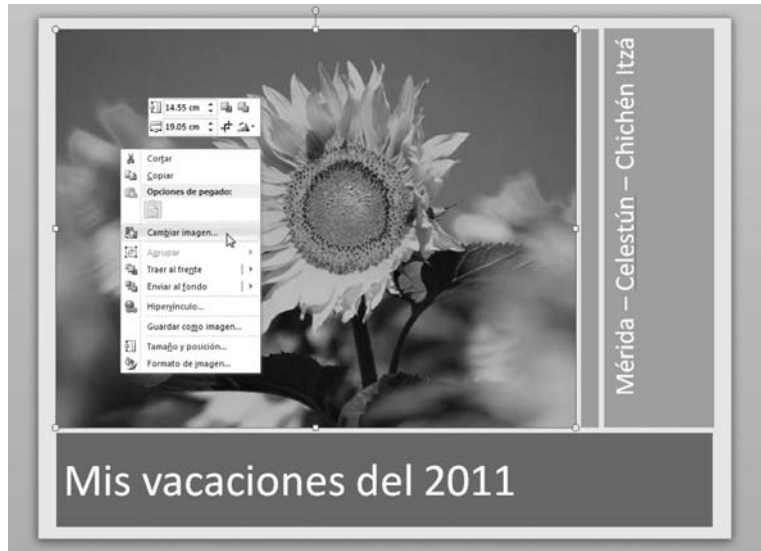 14.55 cm
19.05 cm
Cortar
Copiar
Opciones de pegado:
Cambiar imagen...
Agrupar
Traer al frente
Enviar al fondo
Hipervínculo...
Guardar como imagen...
Tamaño y posición...
Formato de imagen...
Mérida – Celestún – Chichén Itzá
Mis vacaciones del 2011